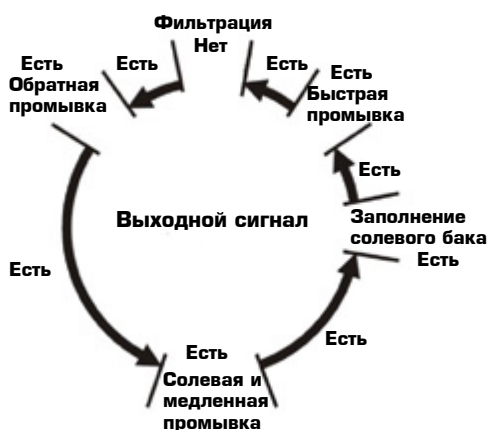 Фильтрация
Нет
Есть
Есть
Обратная
промывка
Есть
Есть
Быстрая
промывка
Есть
Выходной сигнал
Заполнение
солевого бака
Есть
Есть
Есть
Есть
Солевая и
медленная
промывка